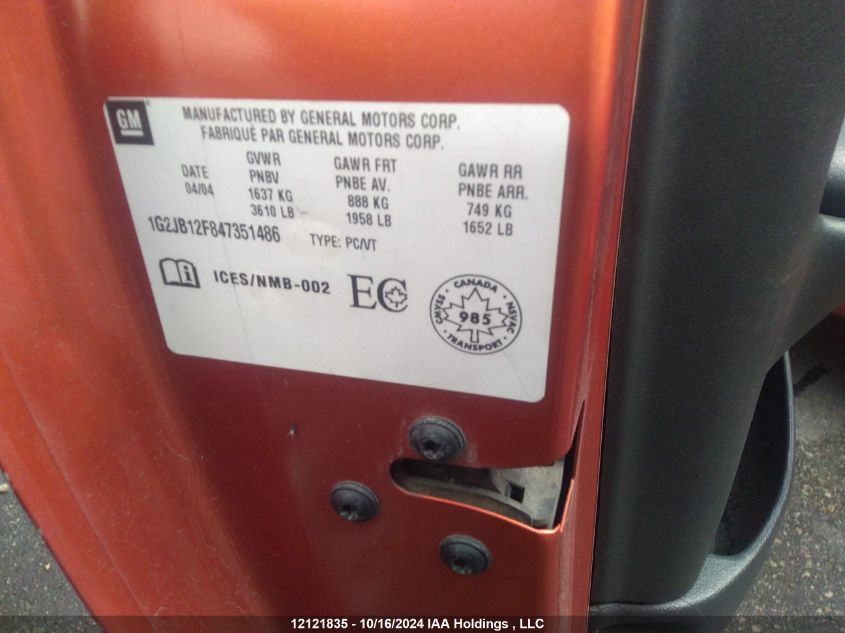 GM
MANUFACTURED BY GENERAL MOTORS CORP.
FABRIQUÉ PAR GENERAL MOTORS CORP.
DATE
04/04
GVWR
PNBV
1637 KG
3610 LB
GAWR FRT
PNBE AV.
888 KG
1958 LB
GAWR RR
PNBE ARR.
749 KG
1652 LB
1G2JB12F847351486 TYPE: PC/VT
ICES/NMB-002
EC
CANADA
CMVSS
985
NSVAC
TRANSPORT
12121835 - 10/16/2024 IAA Holdings , LLC